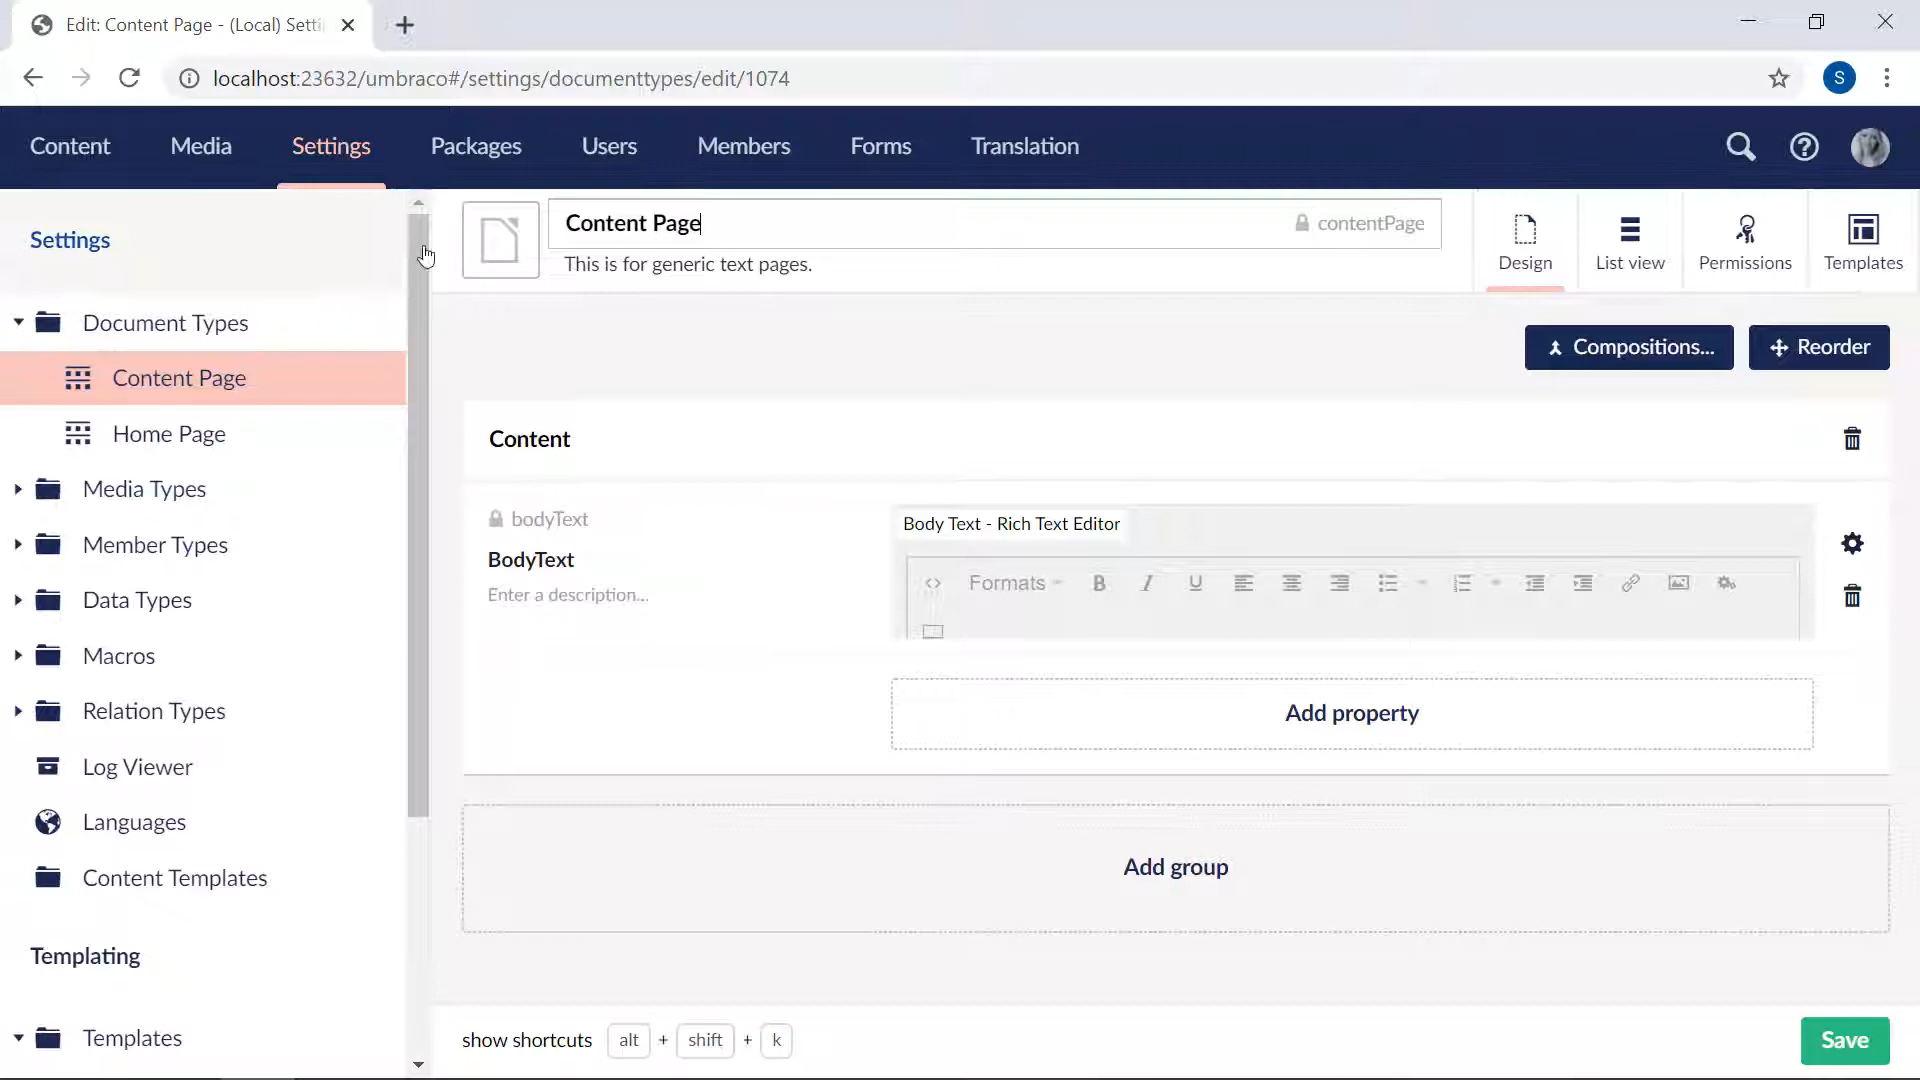 Edit: Content Page - (Local) Setti
localhost:23632/umbraco#/settings/documenttypes/edit/1074
S
Content Media Settings Packages Users Members Forms Translation
Settings
Document Types
Content Page
Home Page
Media Types
Member Types
Data Types
Macros
Relation Types
Log Viewer
Languages
Content Templates
Templating
Templates
Content Page
contentPage
This is for generic text pages.
Design
List view
Permissions
Templates
Compositions...
Reorder
Content
bodyText
BodyText
Enter a description...
Body Text - Rich Text Editor
Formats B I U
Add property
Add group
show shortcuts alt + shift + k
Save